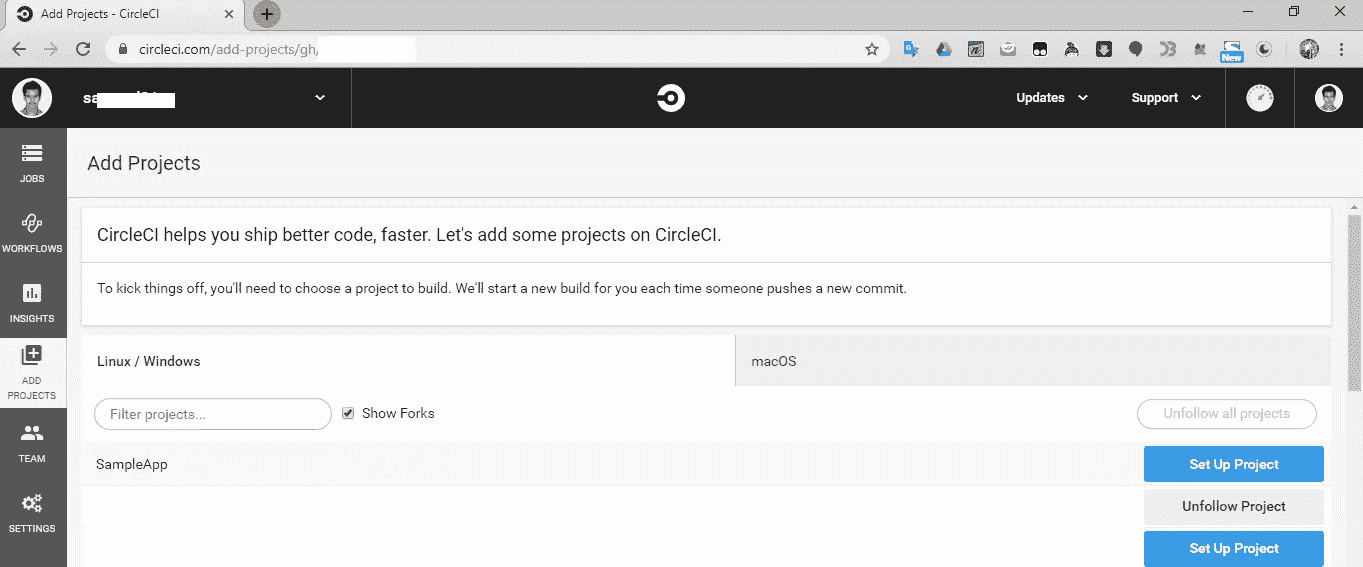 Add Projects - CircleCI
circleci.com/add-projects/gh/
Updates
Support
New
JOBS
WORKFLOWS
INSIGHTS
ADD
PROJECTS
TEAM
SETTINGS
Add Projects
CircleCI helps you ship better code, faster. Let's add some projects on CircleCI.
To kick things off, you'll need to choose a project to build. We'll start a new build for you each time someone pushes a new commit.
Linux / Windows
macOS
Filter projects...
Show Forks
Unfollow all projects
SampleApp
Set Up Project
Unfollow Project
Set Up Project